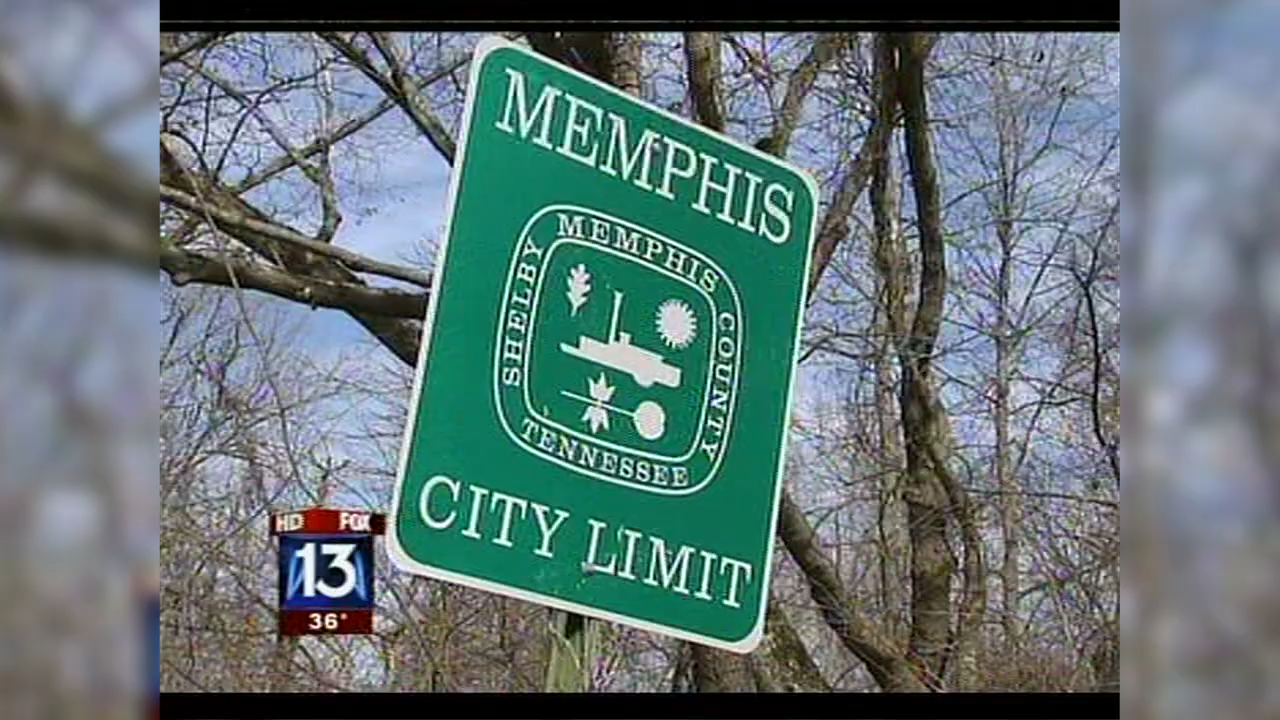 MEMPHIS
MEMPHIS
SHELBY
COUNTY
TENNESSEE
CITY LIMIT
HD FOX
13
36°